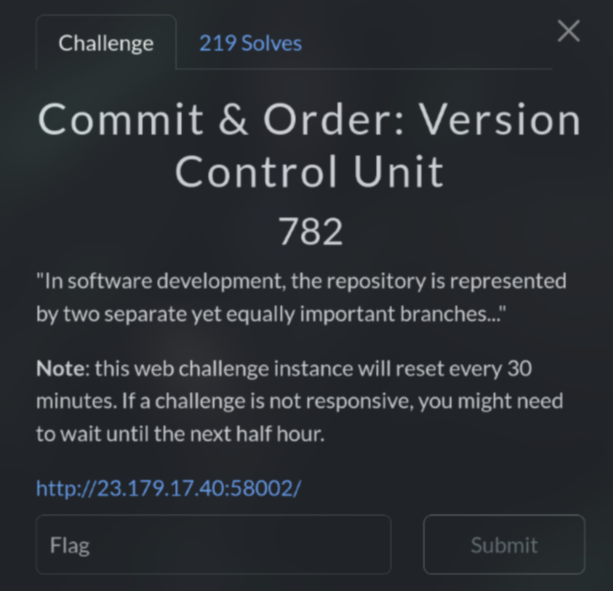 Challenge
219 Solves
Commit & Order: Version
Control Unit
782
"In software development, the repository is represented
by two separate yet equally important branches..."
Note: this web challenge instance will reset every 30
minutes. If a challenge is not responsive, you might need
to wait until the next half hour.
http://23.179.17.40:58002/
Flag
Submit